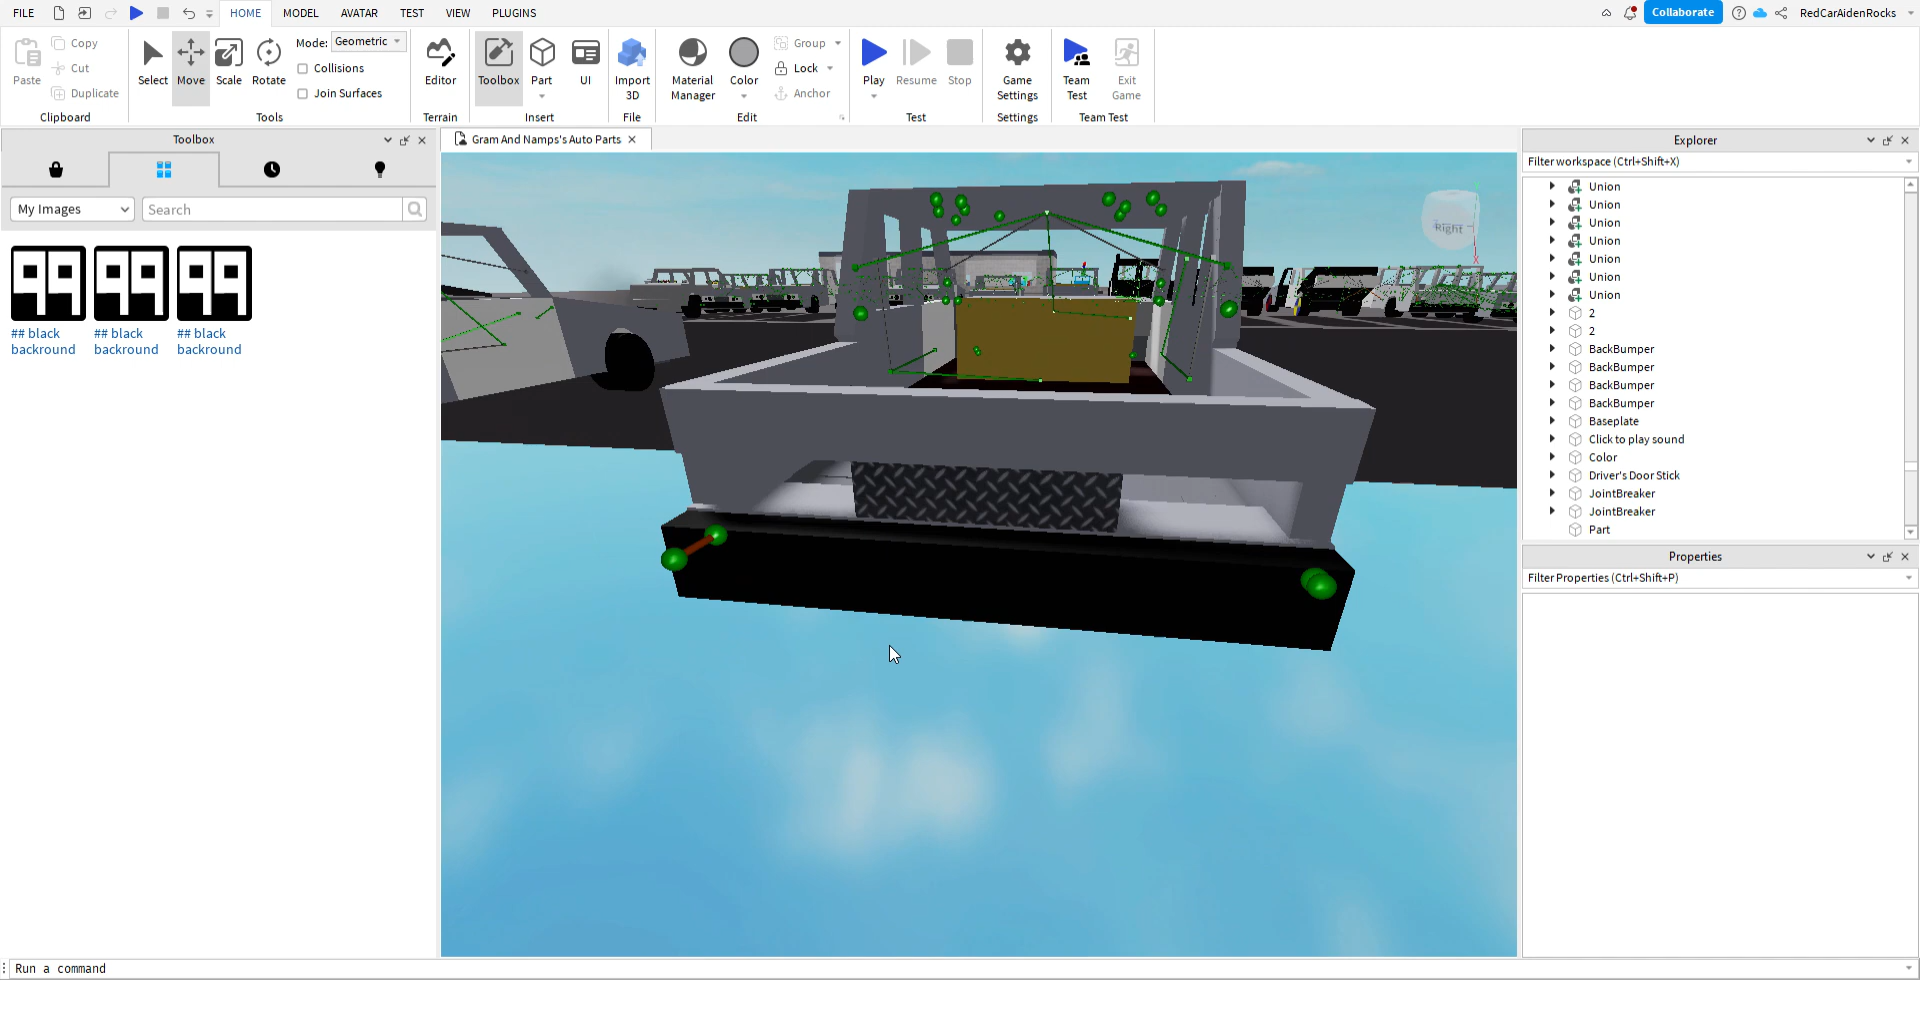 FILE HOME MODEL AVATAR TEST VIEW PLUGINS Collaborate RedCarAidenRocks
Paste
Copy
Cut
Duplicate
Clipboard
Select
Move
Scale
Rotate
Mode: Geometric
Collisions
Join Surfaces
Tools
Editor
Terrain
Toolbox
Part
UI
Insert
Import
3D
File
Material
Manager
Color
Group
Lock
Anchor
Edit
Play
Resume
Stop
Test
Game
Settings
Settings
Team
Test
Exit
Game
Team Test
Toolbox
My Images
Search
99
99
99
## black
backround
## black
backround
## black
backround
Gram And Namps's Auto Parts
Right
X
Explorer
Filter workspace (Ctrl+Shift+X)
Union
Union
Union
Union
Union
Union
Union
2
2
BackBumper
BackBumper
BackBumper
BackBumper
Baseplate
Click to play sound
Color
Driver's Door Stick
JointBreaker
JointBreaker
Part
Properties
Filter Properties (Ctrl+Shift+P)
Run a command